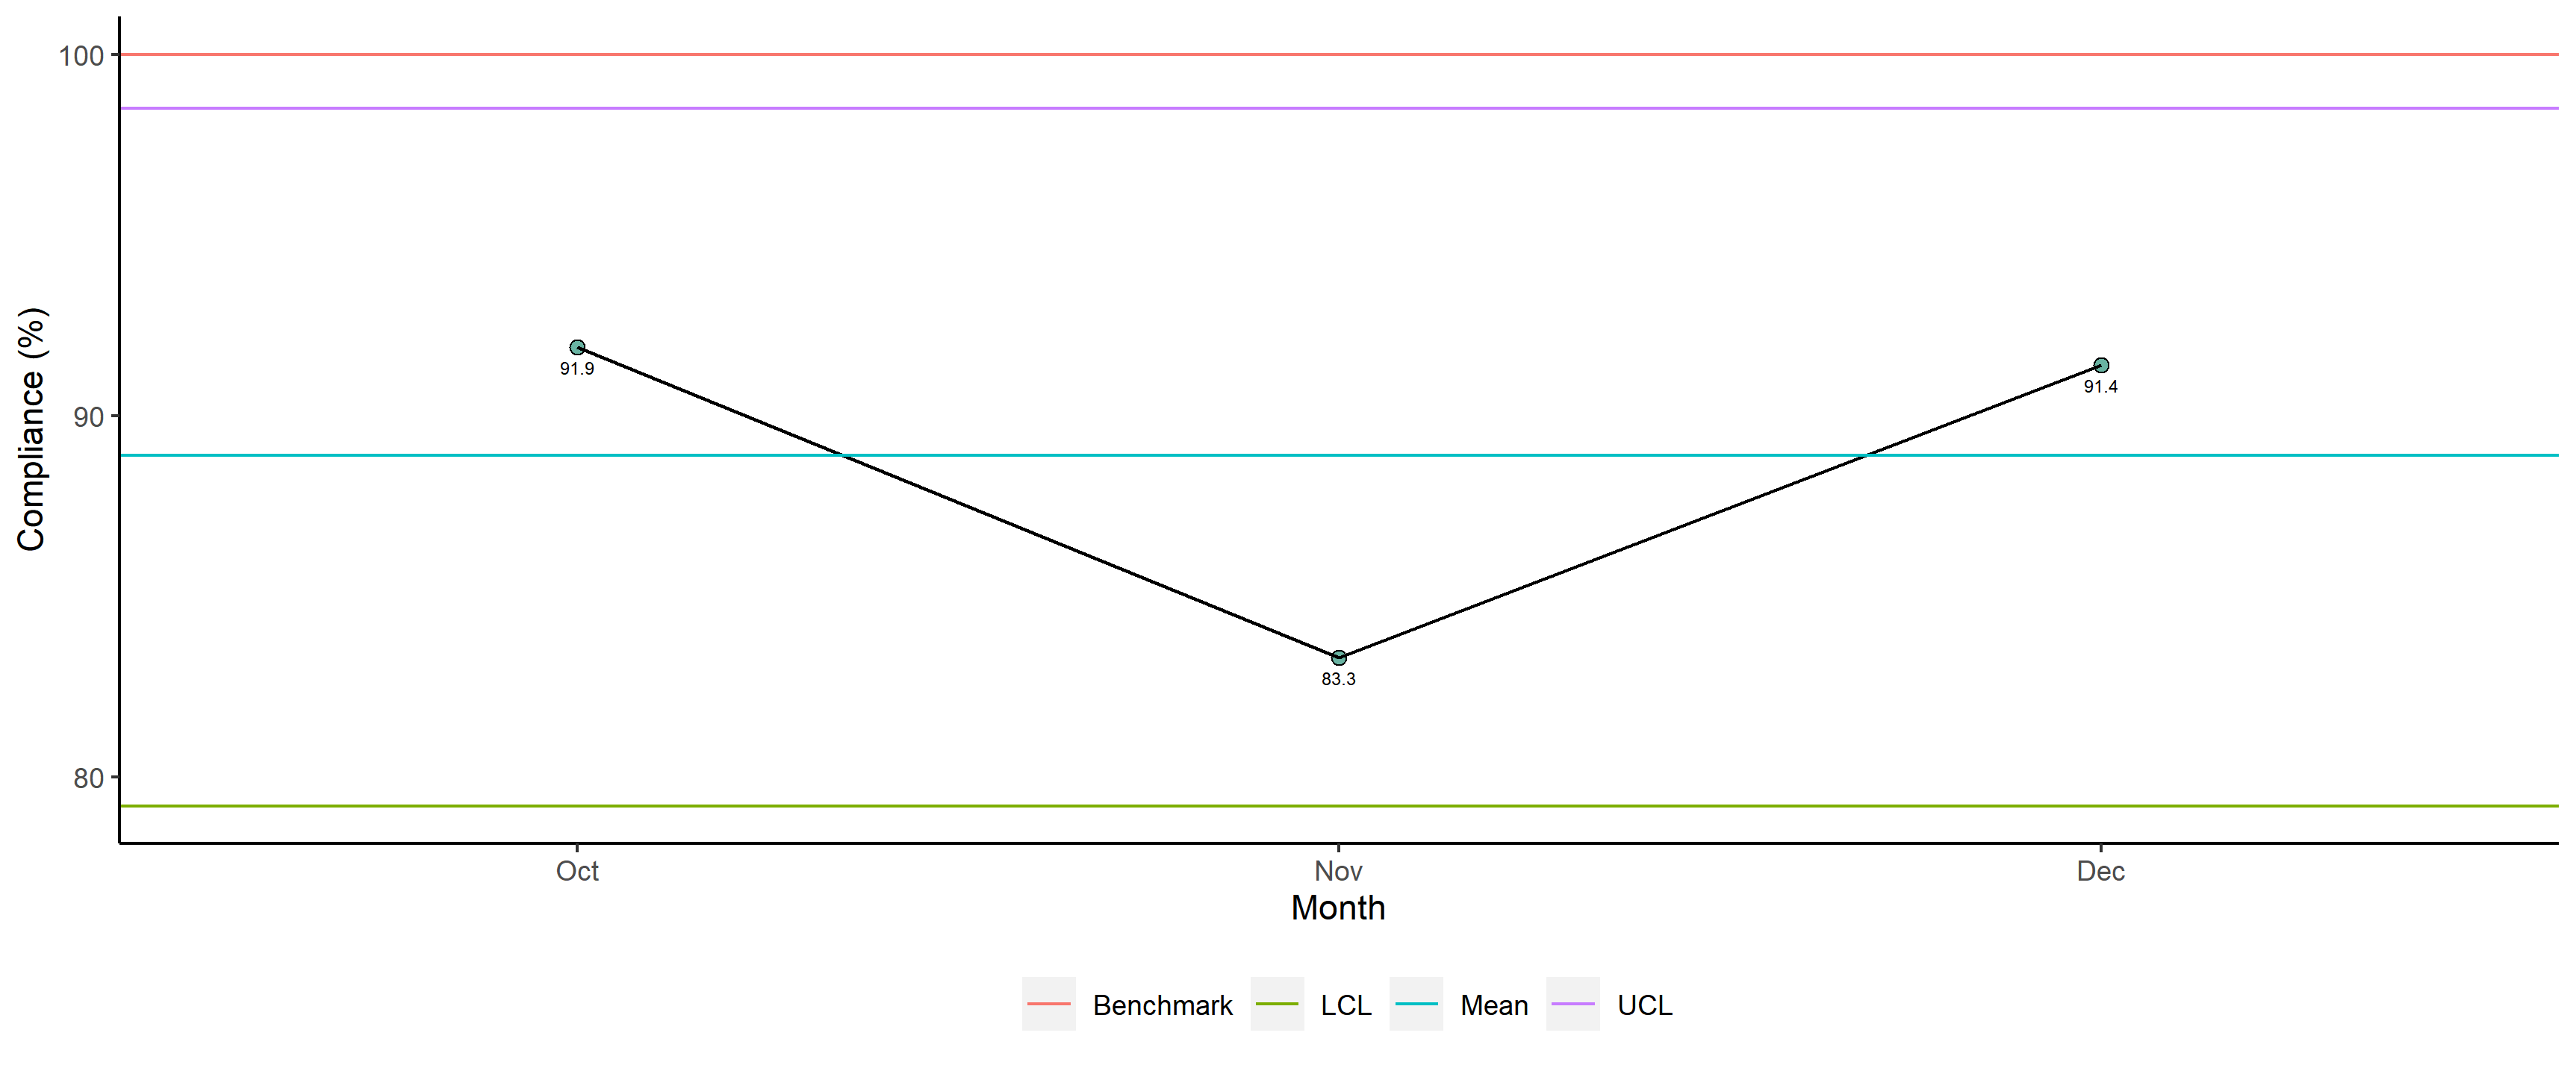 Compliance (%)
100
90
80
91.9
83.3
91.4
Oct Nov Dec
Month
Benchmark LCL Mean UCL